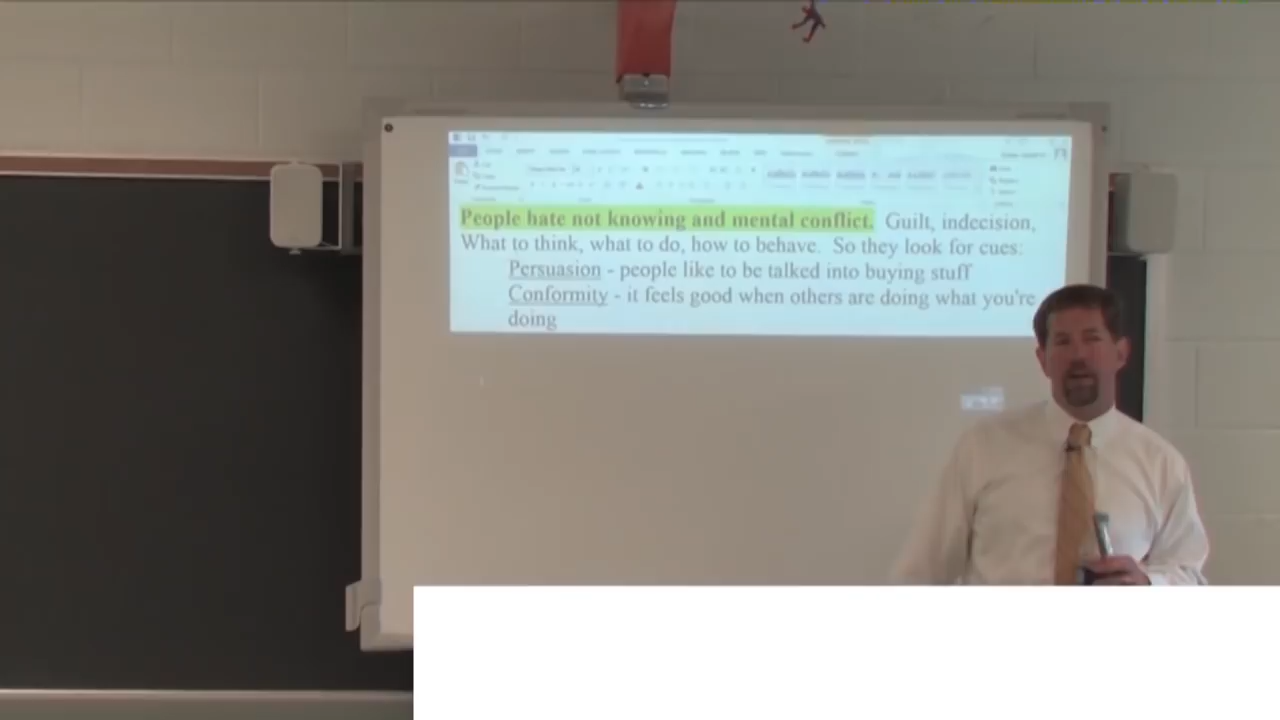 People hate not knowing and mental conflict. Guilt, indecision,
What to think, what to do, how to behave. So they look for cues:
Persuasion - people like to be talked into buying stuff
Conformity - it feels good when others are doing what you're
doing